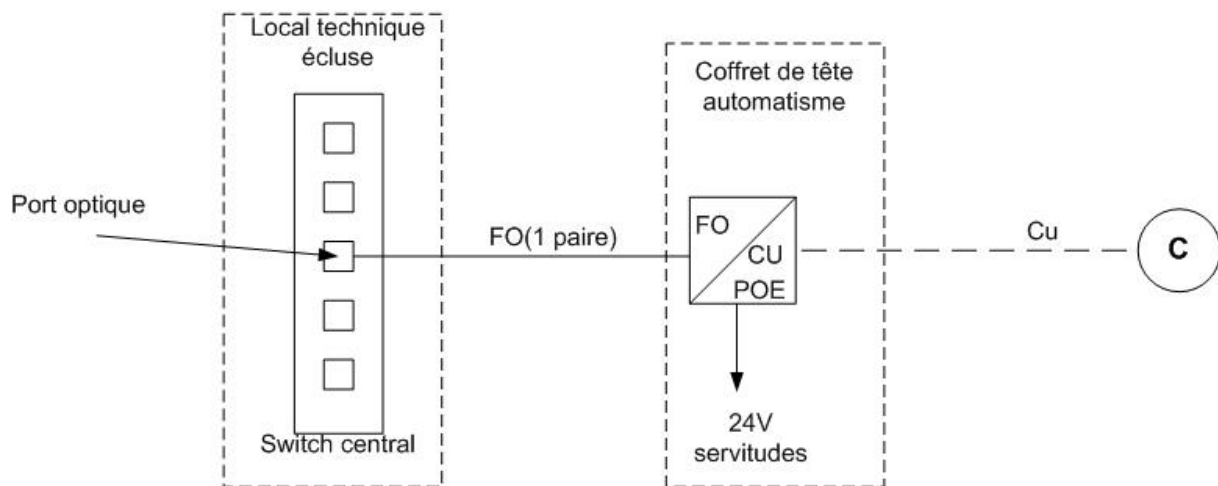 Local technique
écluse
Coffret de tête
automatisme
Port optique
FO(1 paire)
FO
CU
POE
Cu
C
24V
servitudes
Switch central